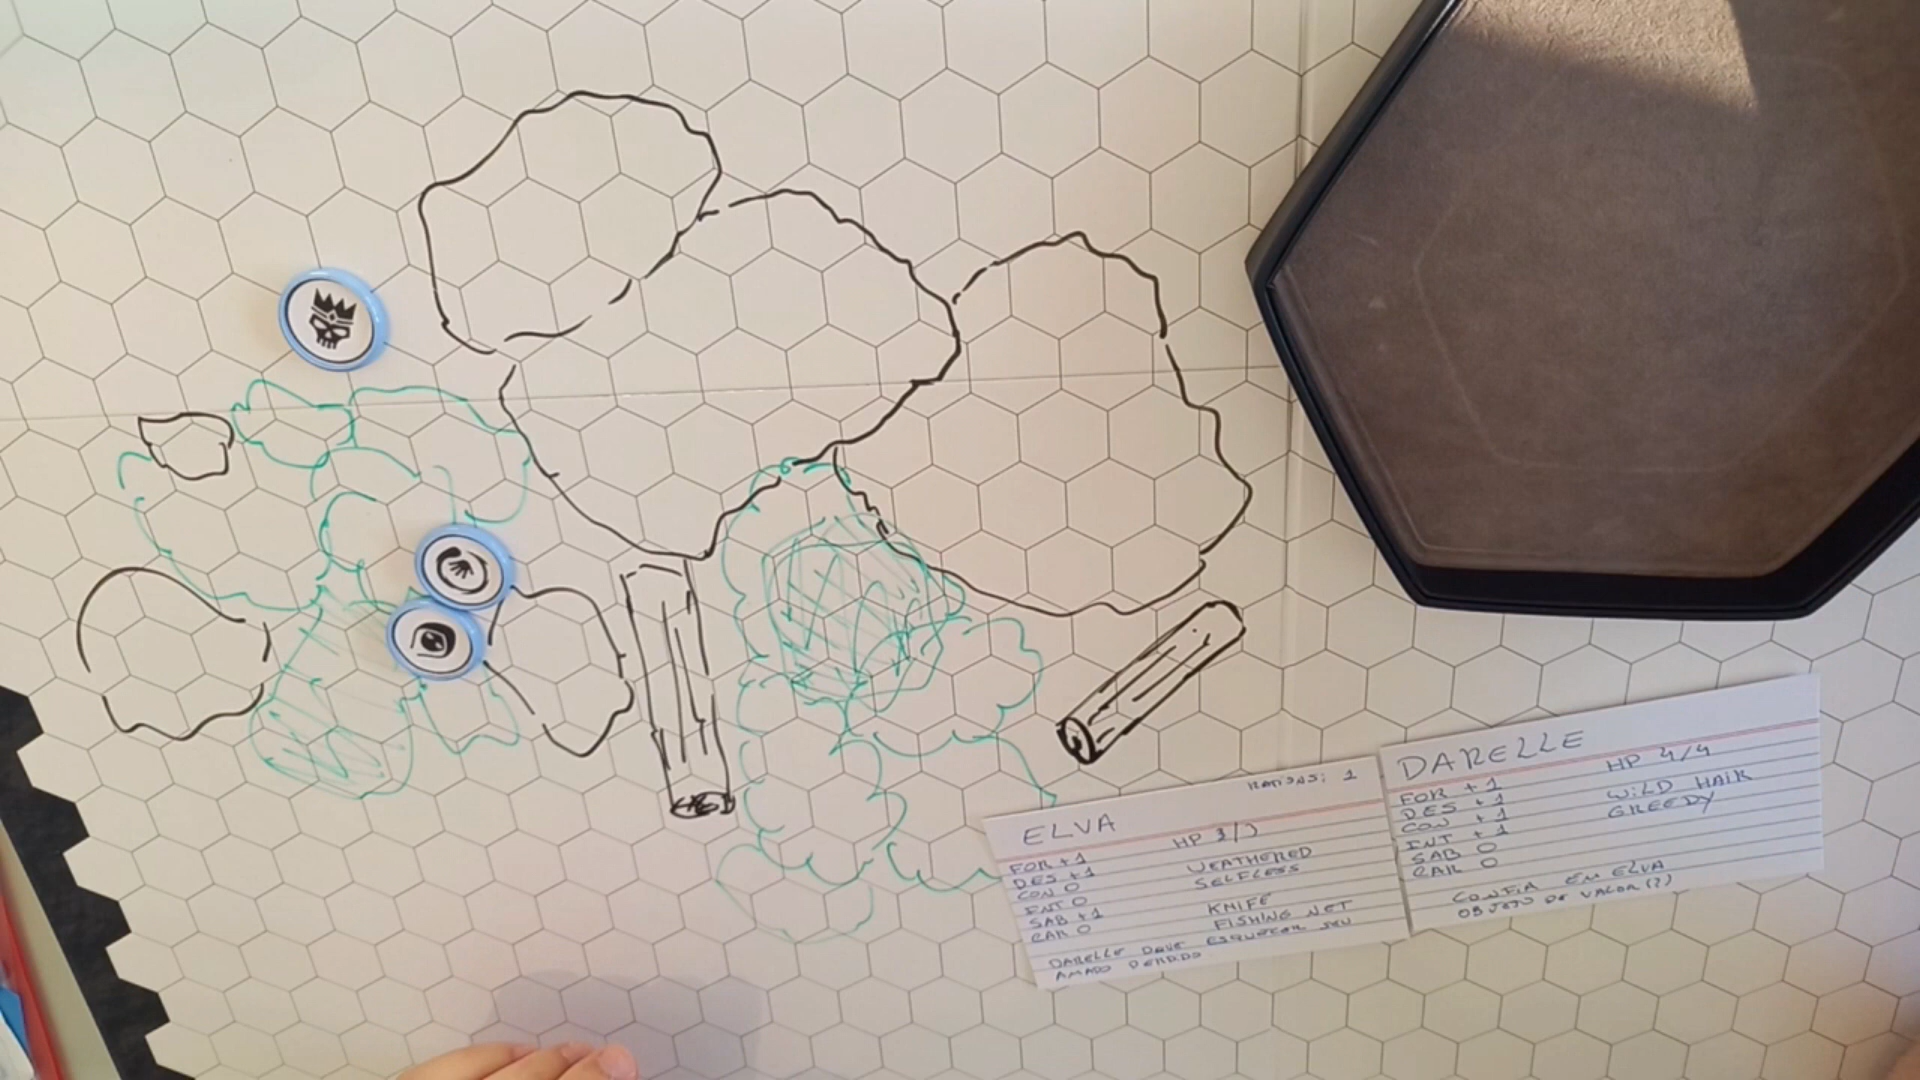 RATIONS: 1
ELVA
HP 3/3
FOR +1
DES +1
CON 0
INT 0
SAB +1
CAR 0
WEATHERED
SELFLESS
KNIFE
FISHING NET
DARELLE DEVE ESQUECER SEU
AMADO PERDIDO
DARELLE
HP 4/4
FOR +1
DES +1
CON +1
INT +1
SAB 0
CAR 0
WILD HAIR
GREEDY
CONFIA EM ELVA
OBJETO DE VALOR (?)